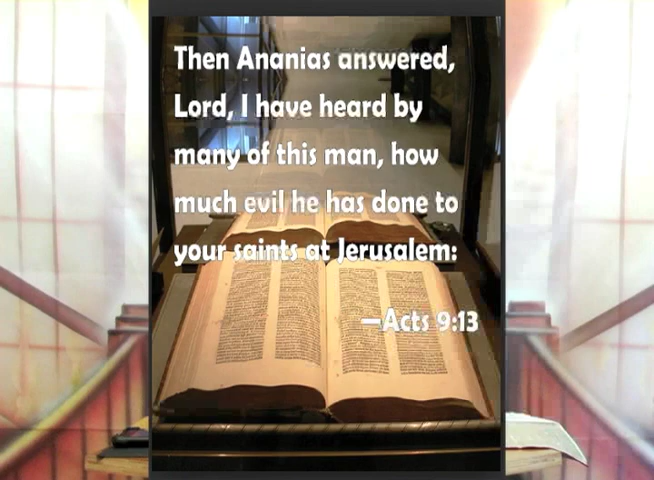 Then Ananias answered,
Lord, I have heard by
many of this man, how
much evil he has done to
your saints at Jerusalem:
—Acts 9:13